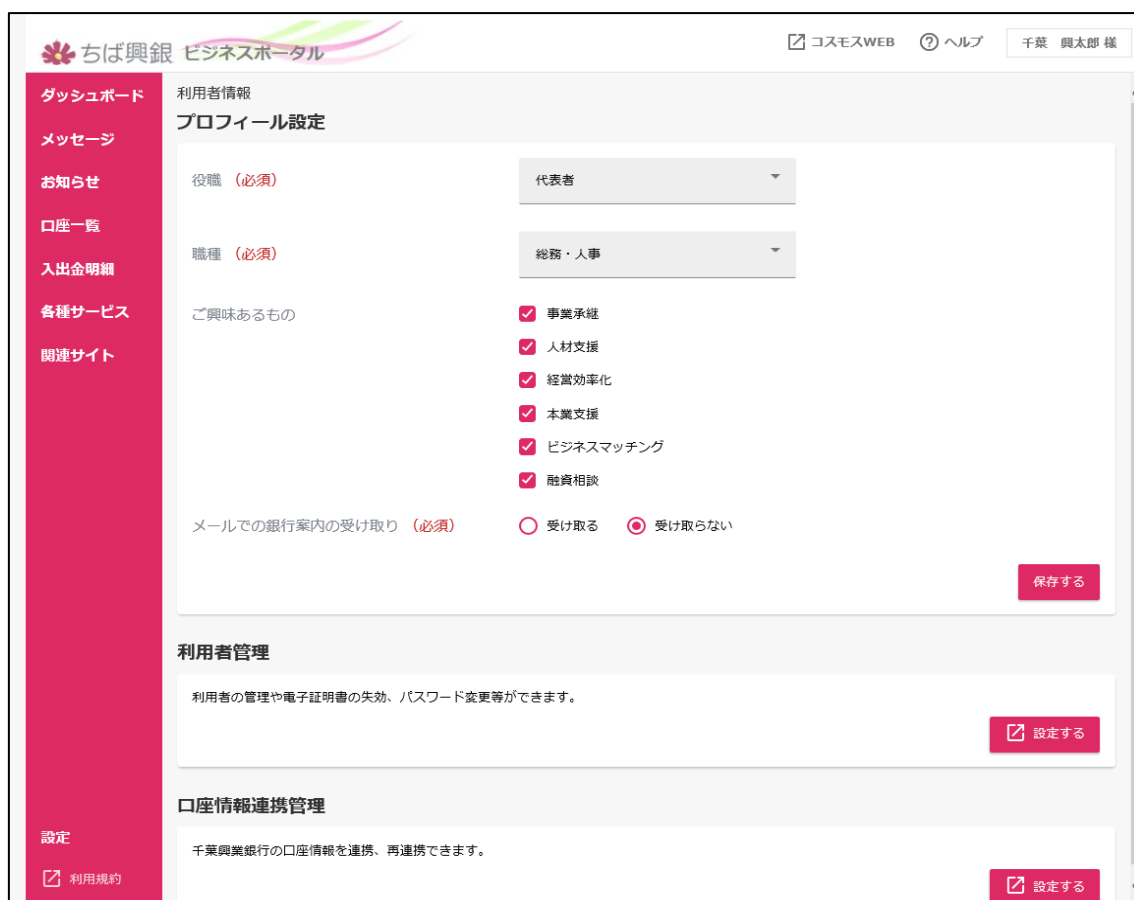 ちば興銀 ビジネスポータル
コスモスWEB
ヘルプ
千葉 興太郎 様
ダッシュボード
メッセージ
お知らせ
口座一覧
入出金明細
各種サービス
関連サイト
設定
利用規約
利用者情報
プロフィール設定
役職 (必須)
代表者
職種 (必須)
総務・人事
ご興味あるもの
事業承継
人材支援
経営効率化
本業支援
ビジネスマッチング
融資相談
メールでの銀行案内の受け取り (必須)
受け取る
受け取らない
保存する
利用者管理
利用者の管理や電子証明書の失効、パスワード変更等ができます。
設定する
口座情報連携管理
千葉興業銀行の口座情報を連携、再連携できます。
設定する